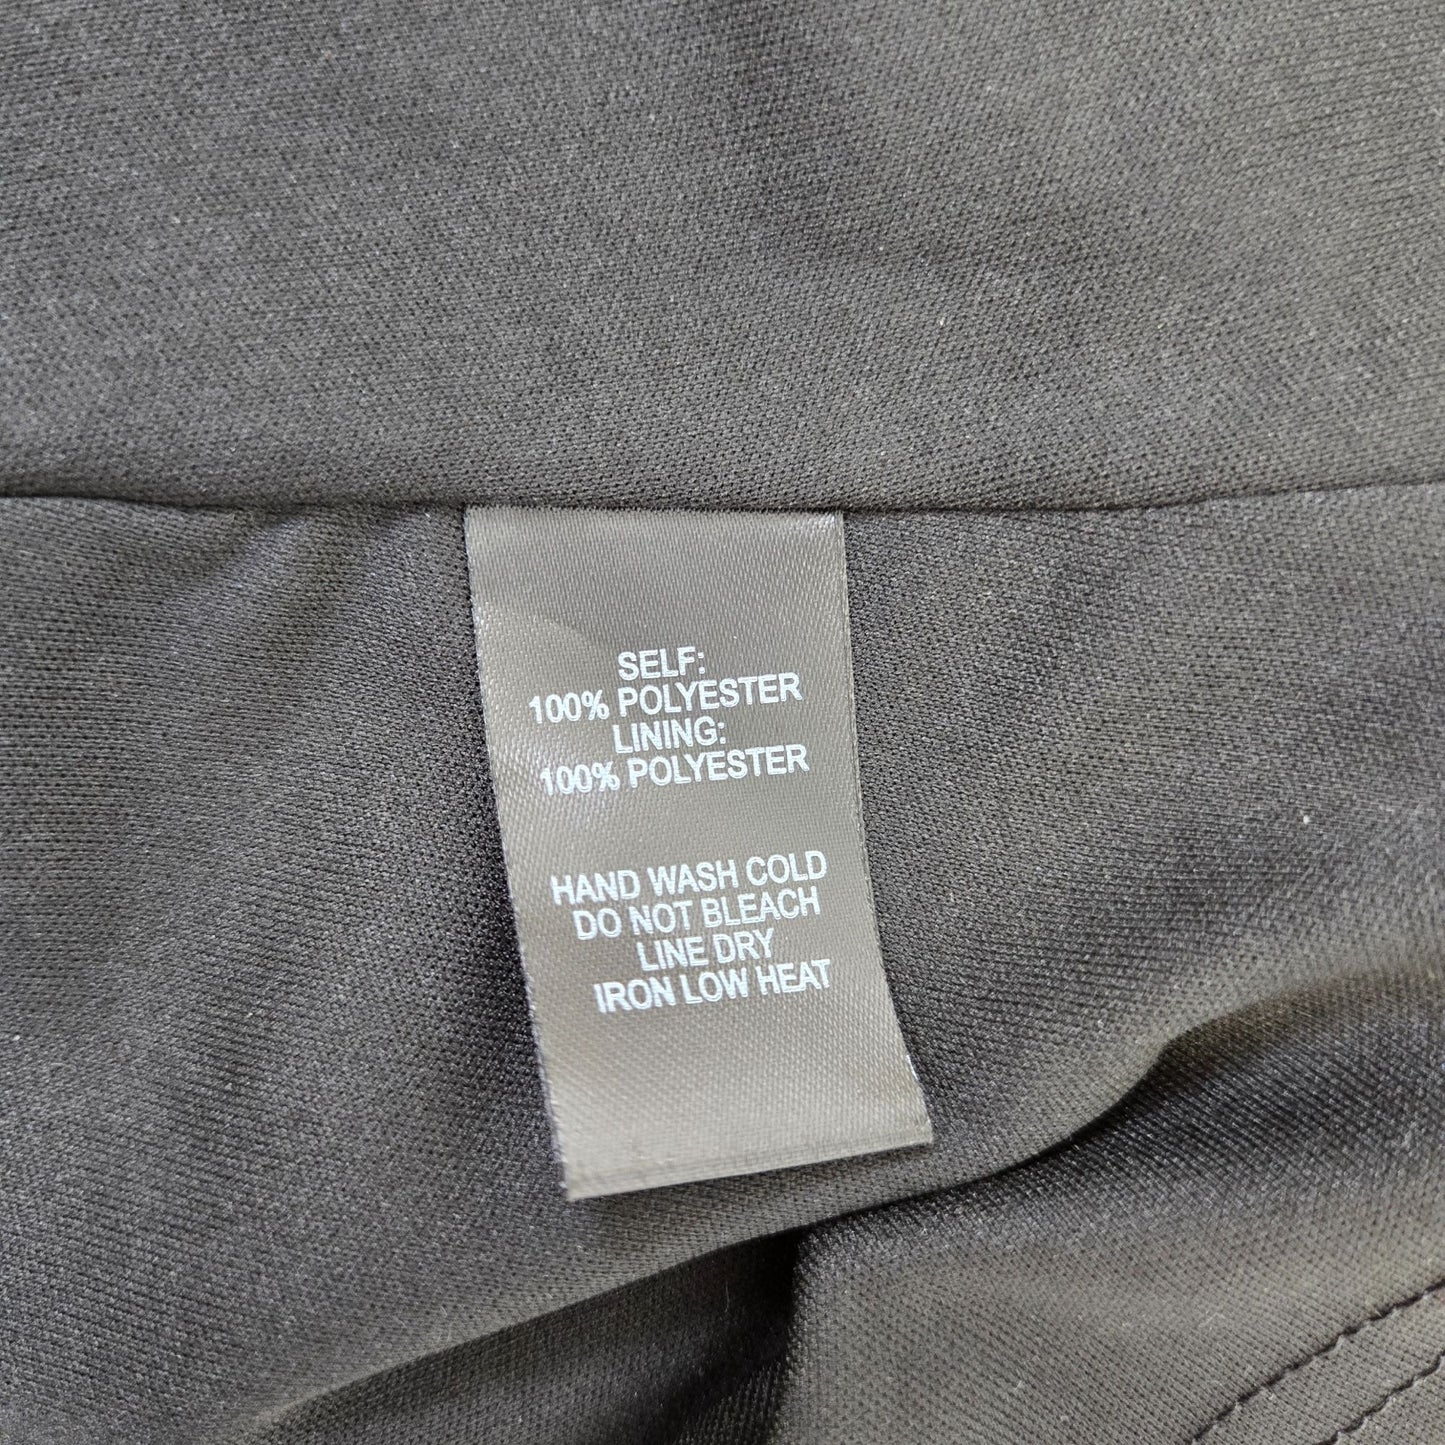 SELF:
100% POLYESTER
LINING:
100% POLYESTER
HAND WASH COLD
DO NOT BLEACH
LINE DRY
IRON LOW HEAT